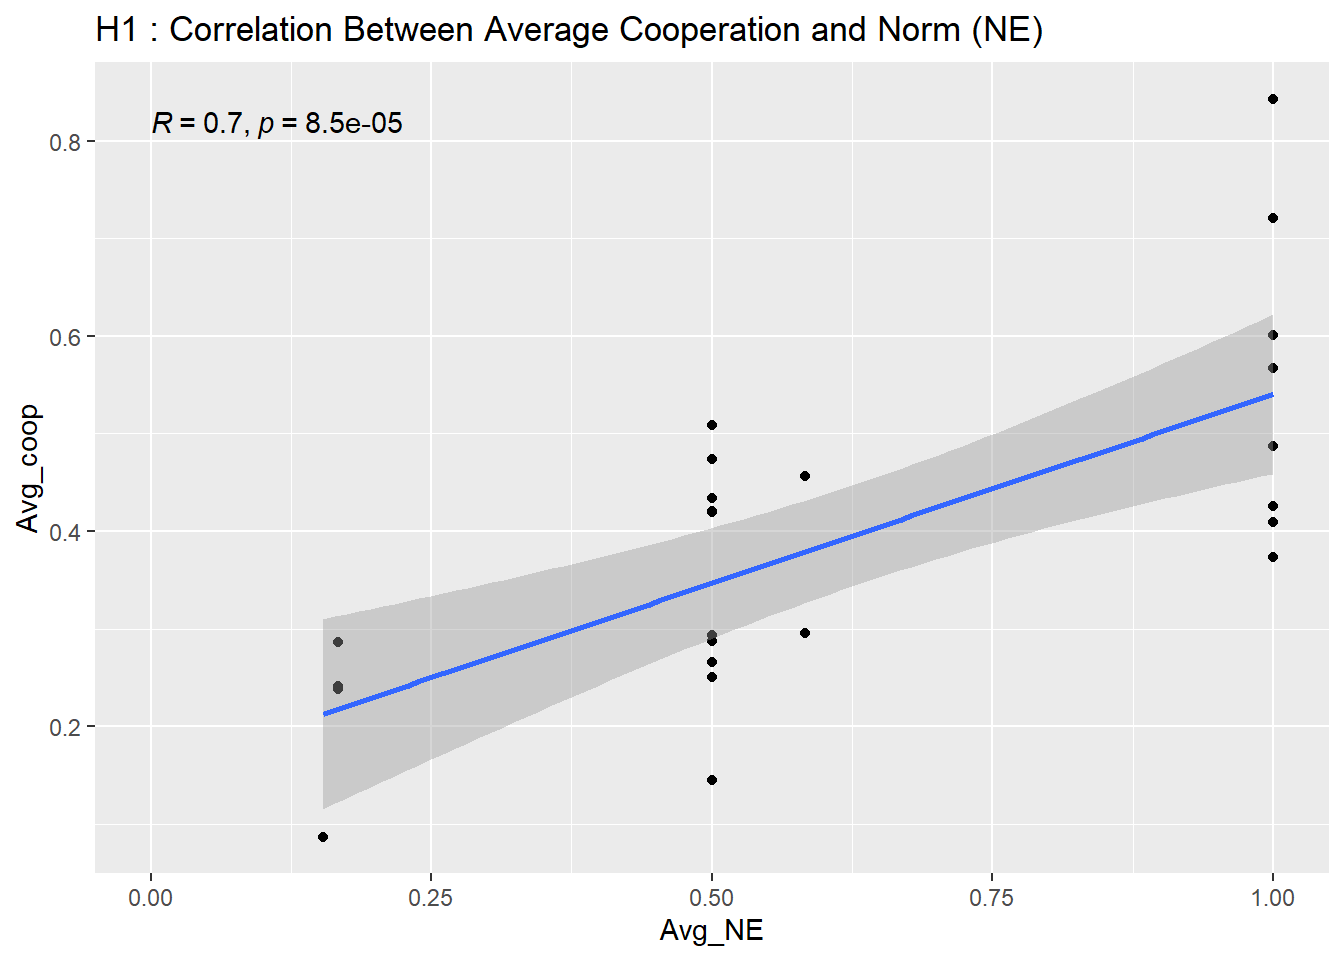 H1 : Correlation Between Average Cooperation and Norm (NE)
R = 0.7, p = 8.5e-05
0.8
0.6
0.4
0.2
Avg_coop
0.00 0.25 0.50 0.75 1.00
Avg_NE